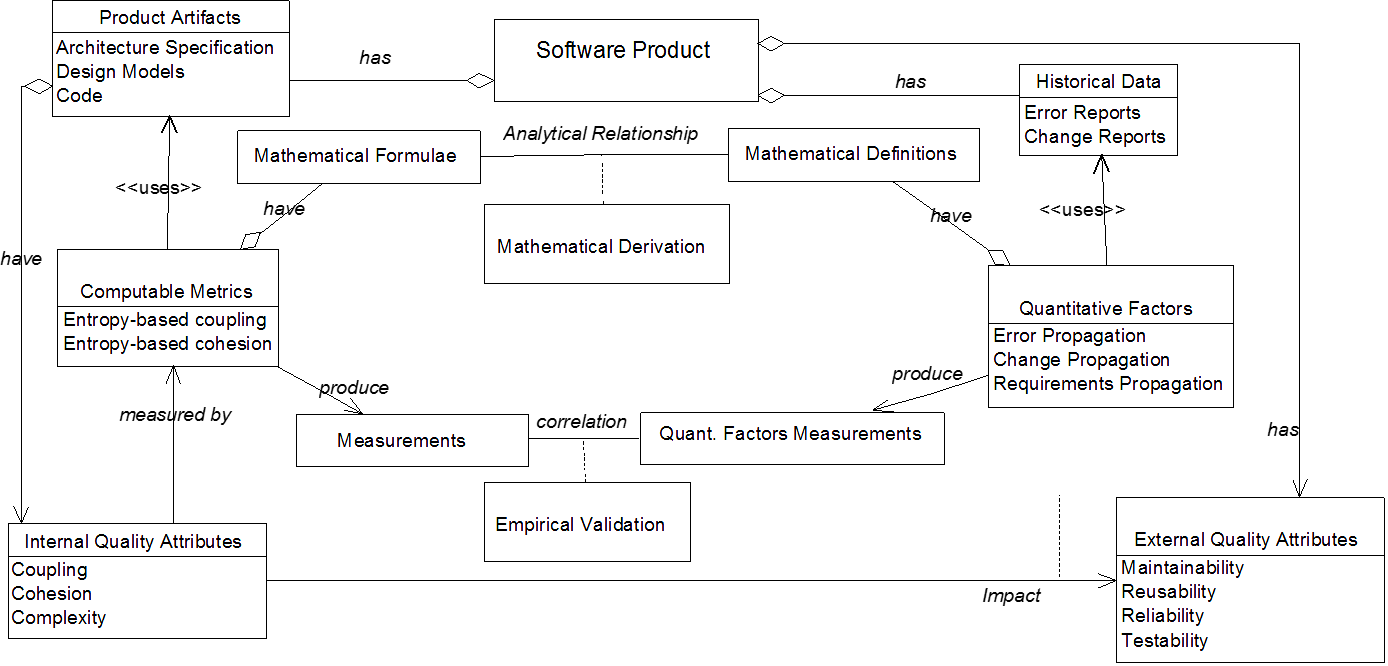 Product Artifacts
Architecture Specification
Design Models
Code
has
Software Product
has
Historical Data
Error Reports
Change Reports
Mathematical Formulae
Analytical Relationship
Mathematical Definitions
<<uses>>
have
Mathematical Derivation
have
<<uses>>
have
Computable Metrics
Entropy-based coupling
Entropy-based cohesion
Quantitative Factors
Error Propagation
Change Propagation
Requirements Propagation
produce
produce
measured by
Measurements
correlation
Quant. Factors Measurements
has
Empirical Validation
Internal Quality Attributes
Coupling
Cohesion
Complexity
Impact
External Quality Attributes
Maintainability
Reusability
Reliability
Testability